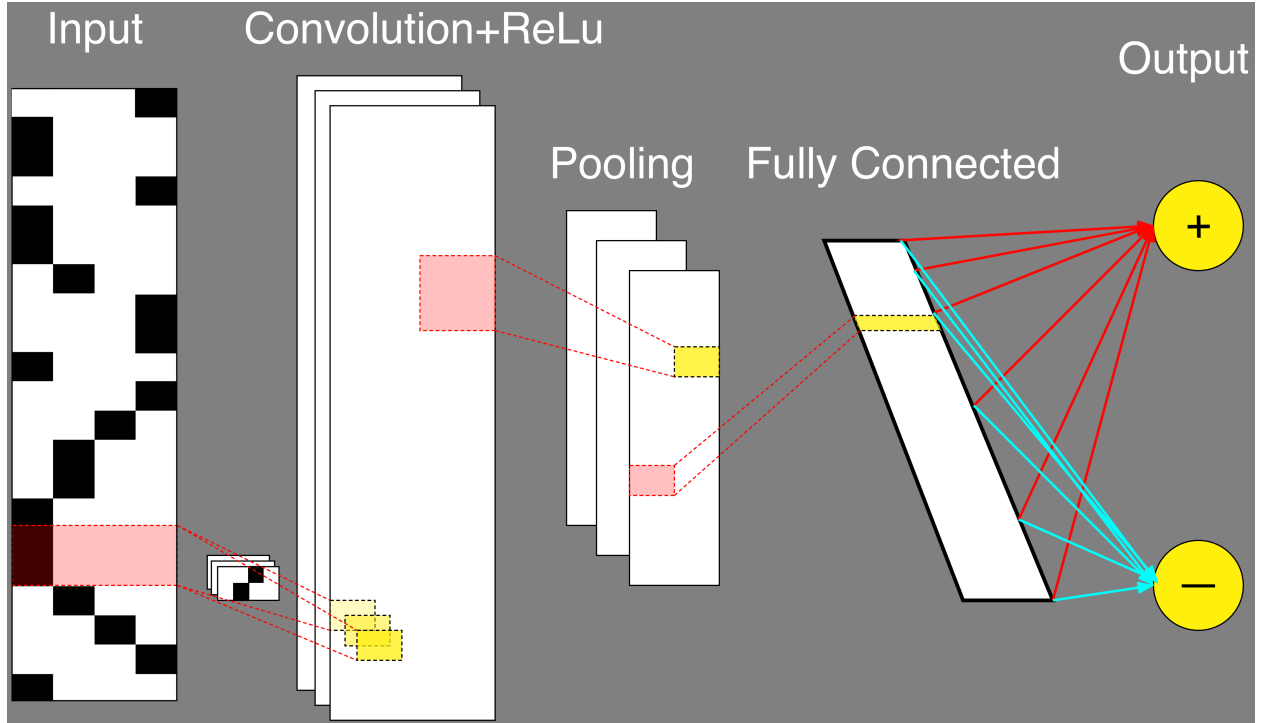 Input
Convolution+ReLu
Output
Pooling
Fully Connected
+
−